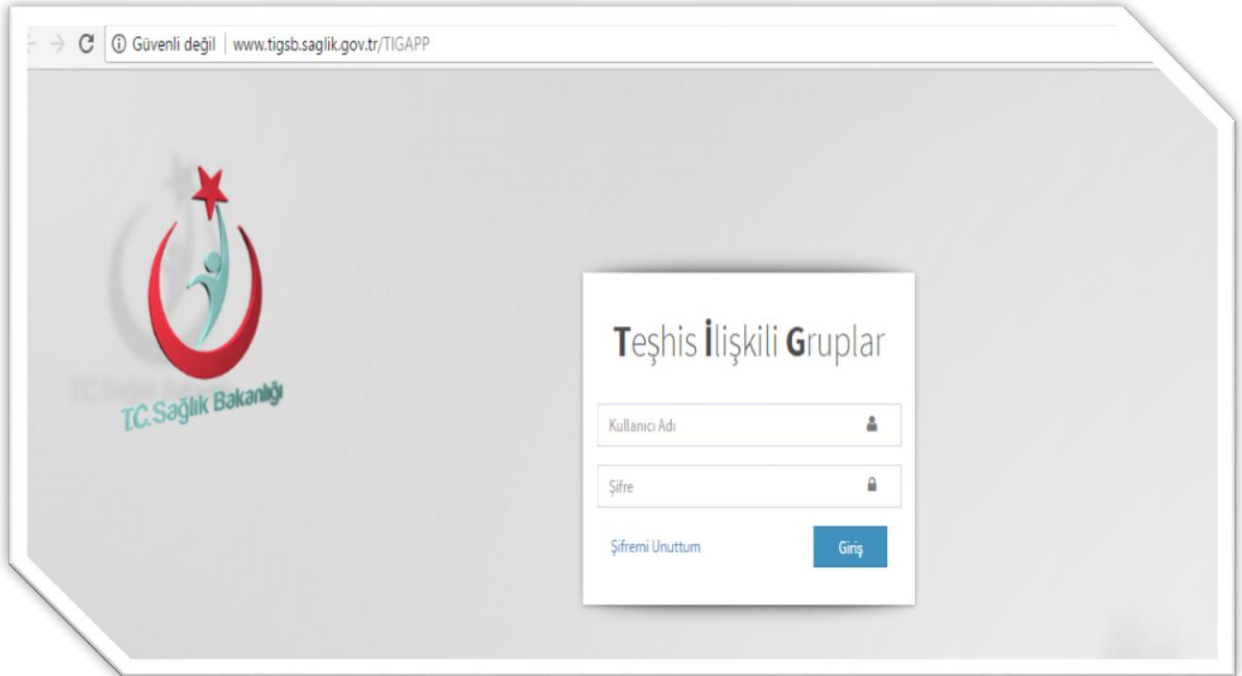 Güvenli değil | www.tigsb.saglik.gov.tr/TIGAPP
T.C. Sağlık Bakanlığı
Teşhis İlişkili Gruplar
Kullanıcı Adı
Şifre
Şifremi Unuttum
Giriş